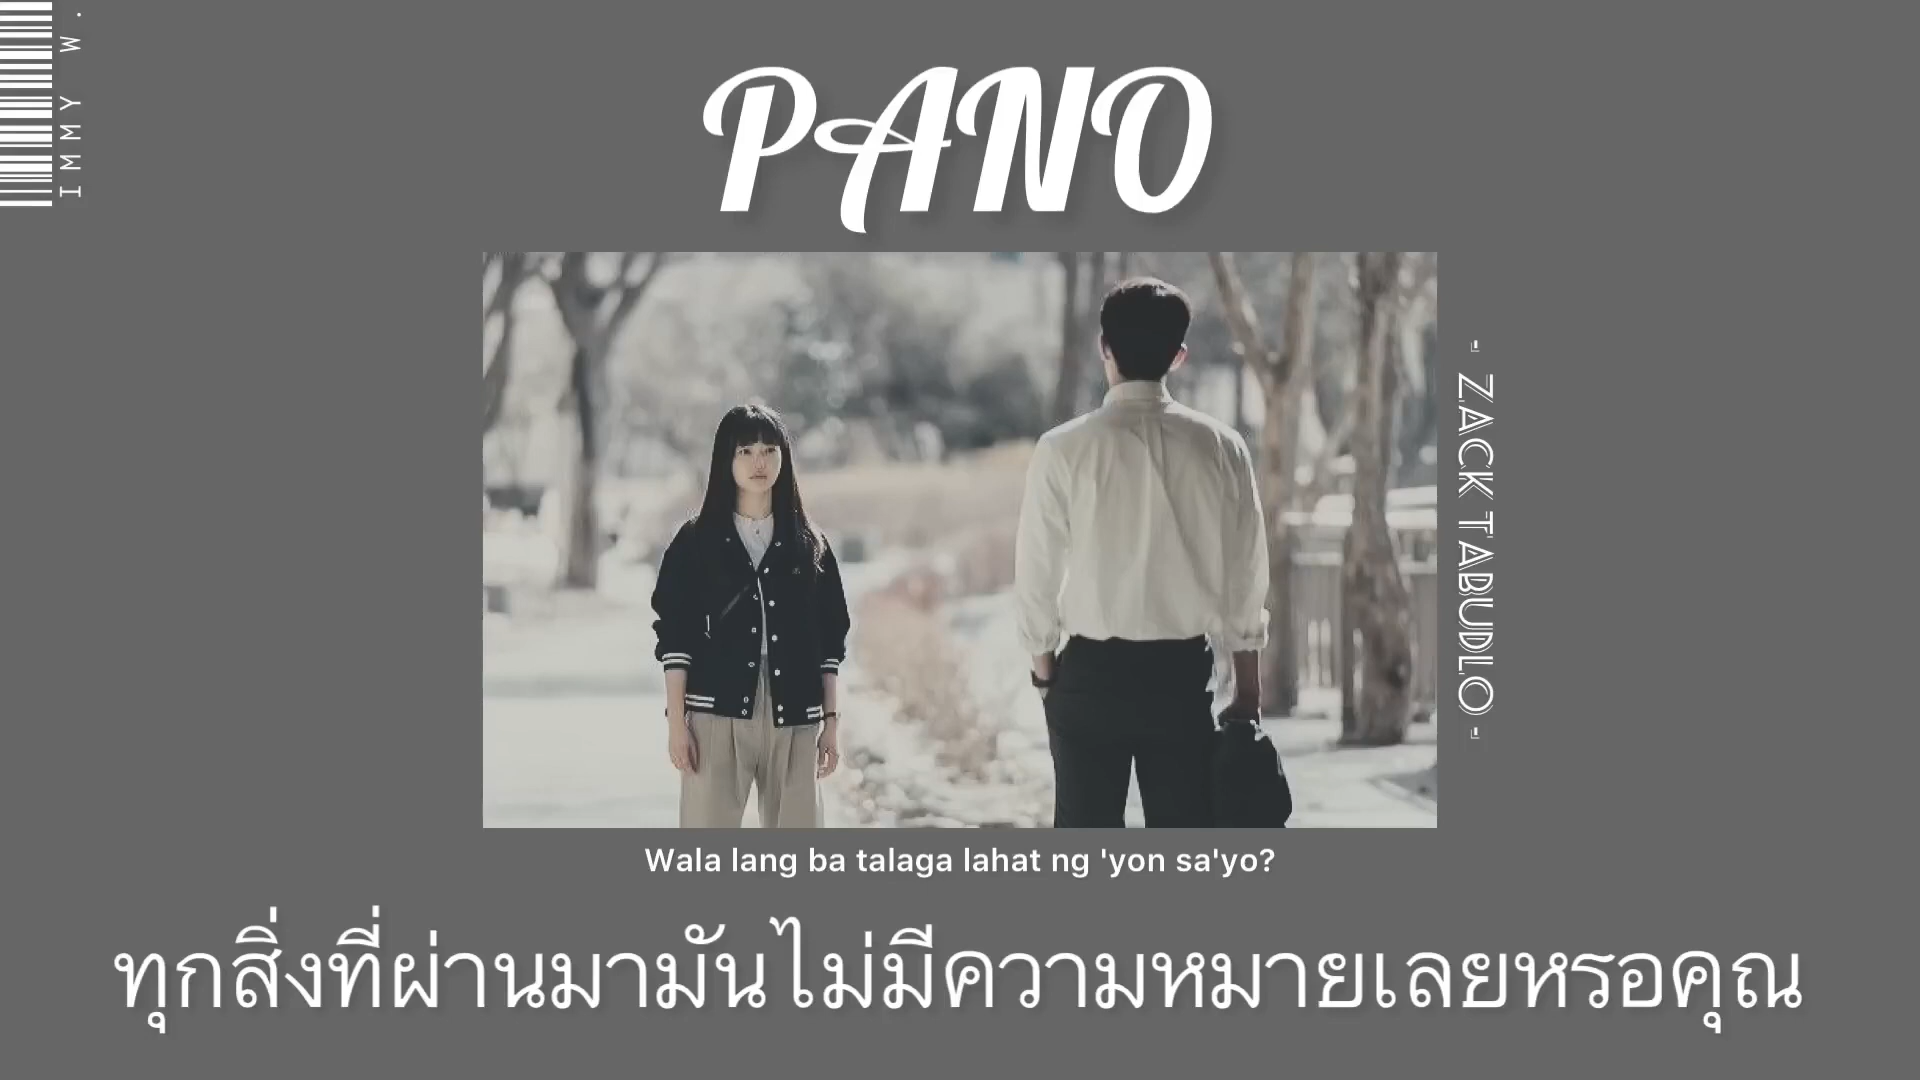 IMMY W.
PANO
- ZACK TABUDLO -
Wala lang ba talaga lahat ng 'yon sa'yo?
ทุกสิ่งที่ผ่านมามันไม่มีความหมายเลยหรอคุณ